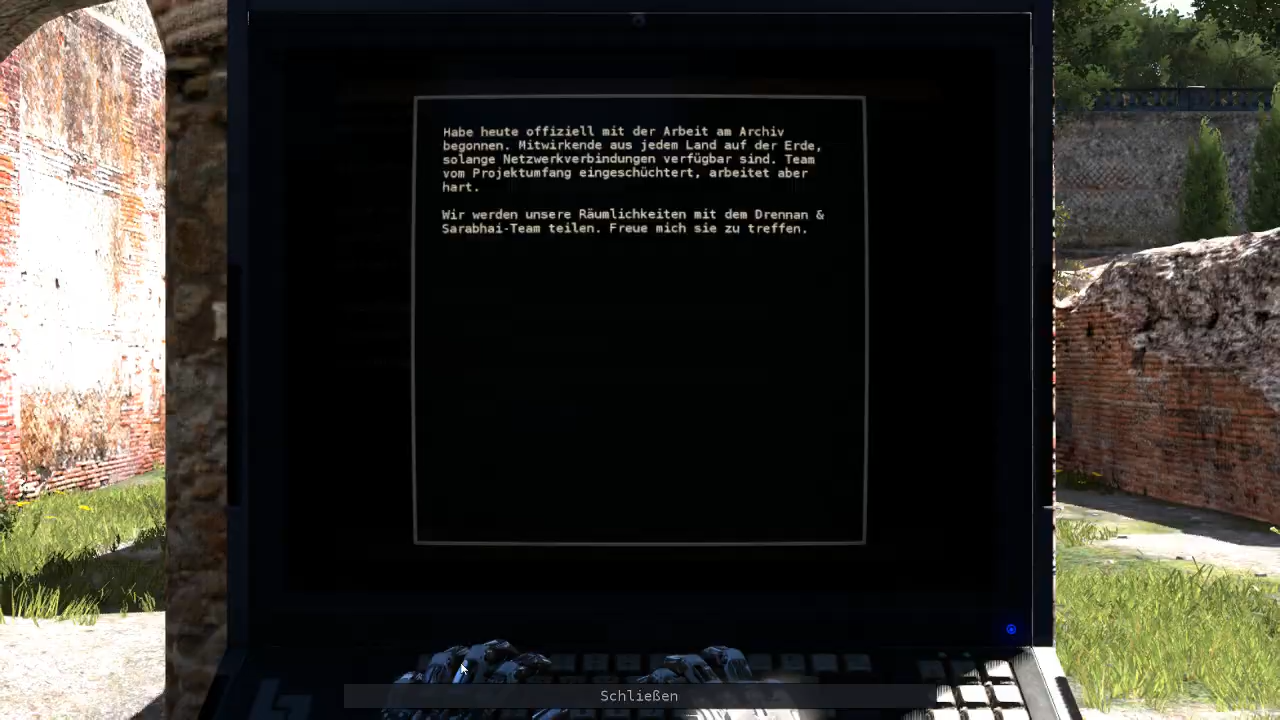 Habe heute offiziell mit der Arbeit am Archiv
begonnen. Mitwirkende aus jedem Land auf der Erde,
solange Netzwerkverbindungen verfügbar sind. Team
vom Projektumfang eingeschüchtert, arbeitet aber
hart.
Wir werden unsere Räumlichkeiten mit dem Drennan &
Sarabhai-Team teilen. Freue mich sie zu treffen.
Schließen